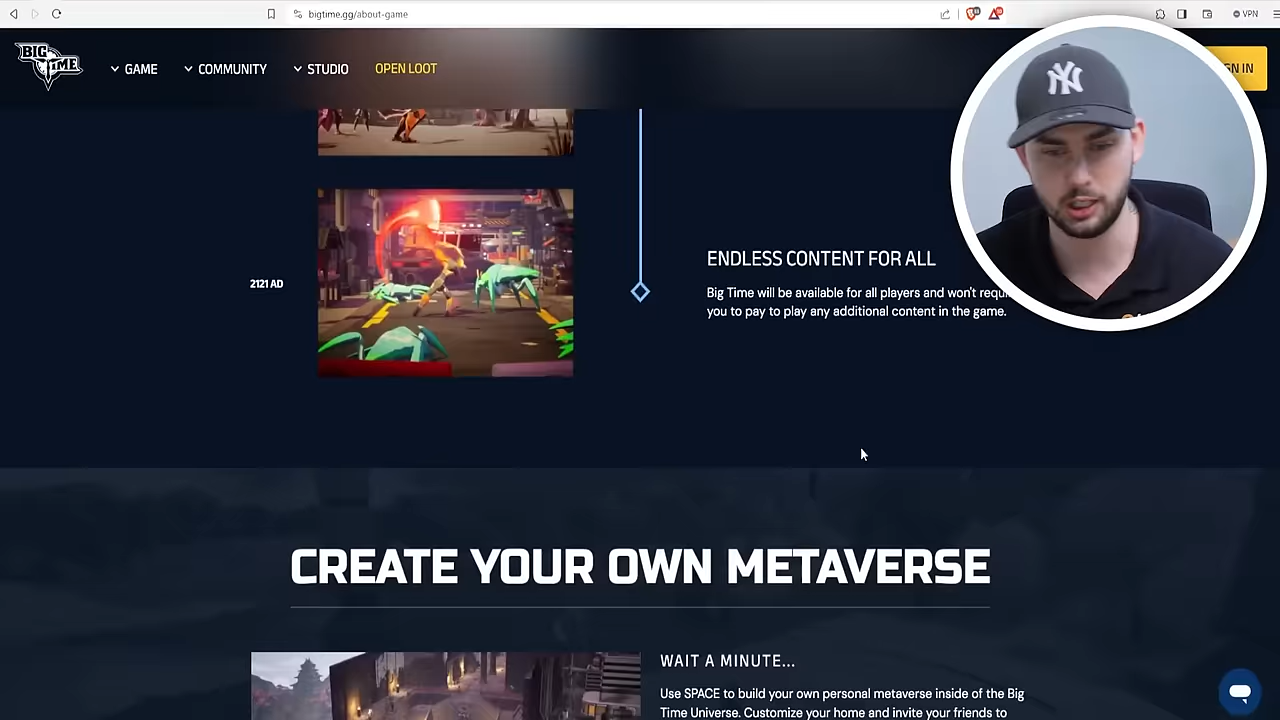 bigtime.gg/about-game
VPN
BIG TIME
GAME
COMMUNITY
STUDIO
OPEN LOOT
GN IN
NY
2121 AD
ENDLESS CONTENT FOR ALL
Big Time will be available for all players and won't requ
you to pay to play any additional content in the game.
CREATE YOUR OWN METAVERSE
WAIT A MINUTE...
Use SPACE to build your own personal metaverse inside of the Big
Time Universe. Customize your home and invite your friends to